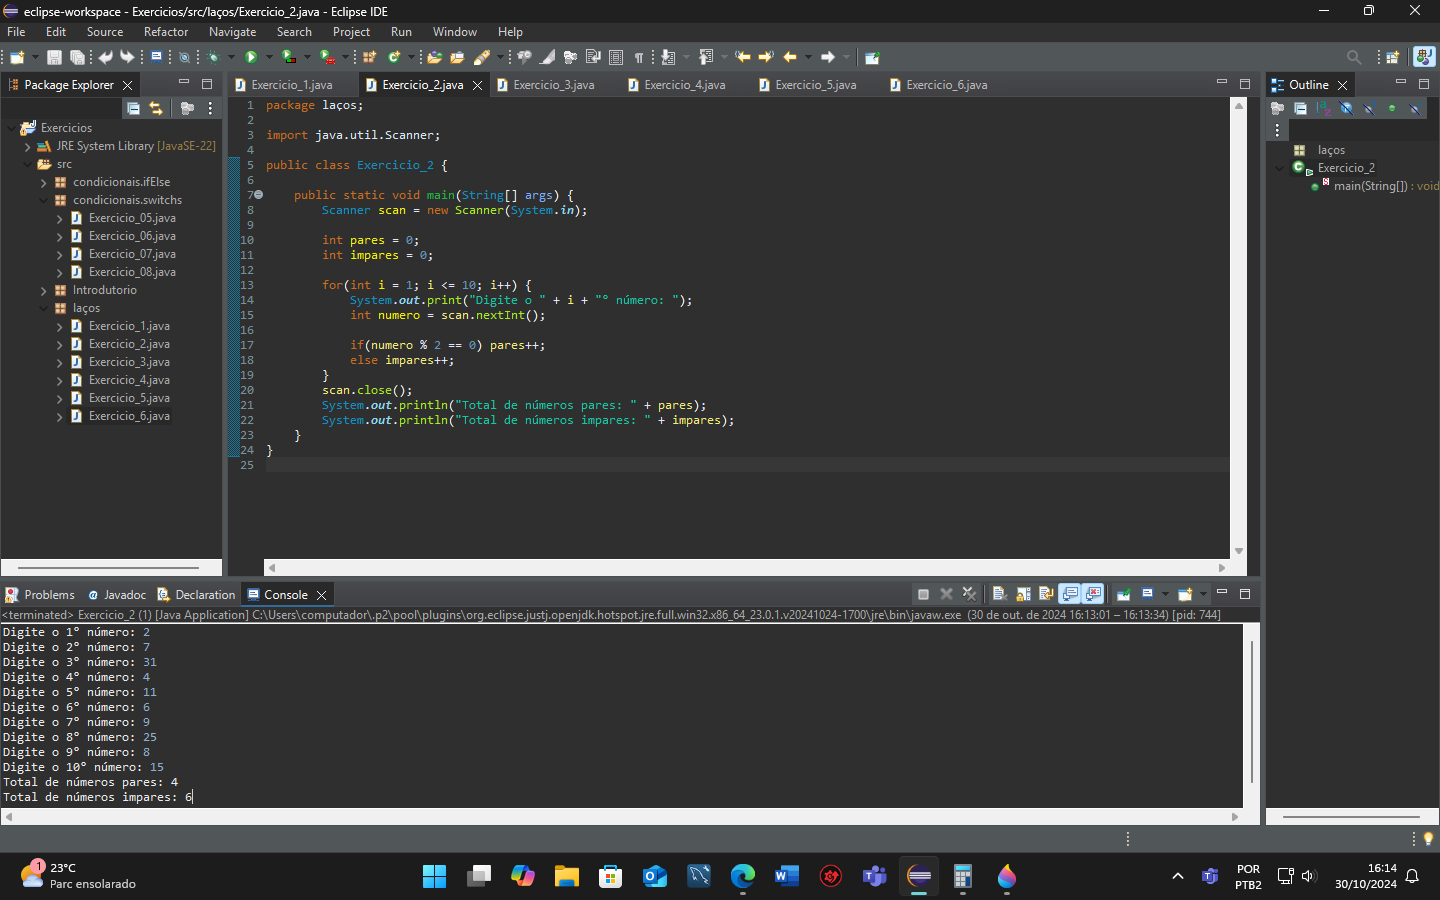 eclipse-workspace - Exercicios/src/laços/Exercicio_2.java - Eclipse IDE
File Edit Source Refactor Navigate Search Project Run Window Help
Package Explorer
Exercicios
JRE System Library [JavaSE-22]
src
condicionais.ifElse
condicionais.switchs
Exercicio_05.java
Exercicio_06.java
Exercicio_07.java
Exercicio_08.java
Introdutorio
laços
Exercicio_1.java
Exercicio_2.java
Exercicio_3.java
Exercicio_4.java
Exercicio_5.java
Exercicio_6.java
Exercicio_1.java Exercicio_2.java Exercicio_3.java Exercicio_4.java Exercicio_5.java Exercicio_6.java
1 package laços;
2
3 import java.util.Scanner;
4
5 public class Exercicio_2 {
6
7 public static void main(String[] args) {
8 Scanner scan = new Scanner(System.in);
9
10 int pares = 0;
11 int impares = 0;
12
13 for(int i = 1; i <= 10; i++) {
14 System.out.print("Digite o " + i + "° número: ");
15 int numero = scan.nextInt();
16
17 if(numero % 2 == 0) pares++;
18 else impares++;
19 }
20 scan.close();
21 System.out.println("Total de números pares: " + pares);
22 System.out.println("Total de números impares: " + impares);
23 }
24 }
25
Outline
laços
Exercicio_2
main(String[]) : void
Problems Javadoc Declaration Console
<terminated> Exercicio_2 (1) [Java Application] C:\Users\computador\.p2\pool\plugins\org.eclipse.justj.openjdk.hotspot.jre.full.win32.x86_64_23.0.1.v20241024-1700\jre\bin\javaw.exe (30 de out. de 2024 16:13:01 – 16:13:34) [pid: 744]
Digite o 1° número: 2
Digite o 2° número: 7
Digite o 3° número: 31
Digite o 4° número: 4
Digite o 5° número: 11
Digite o 6° número: 6
Digite o 7° número: 9
Digite o 8° número: 25
Digite o 9° número: 8
Digite o 10° número: 15
Total de números pares: 4
Total de números impares: 6
1
23°C
Parc ensolarado
POR
PTB2
16:14
30/10/2024